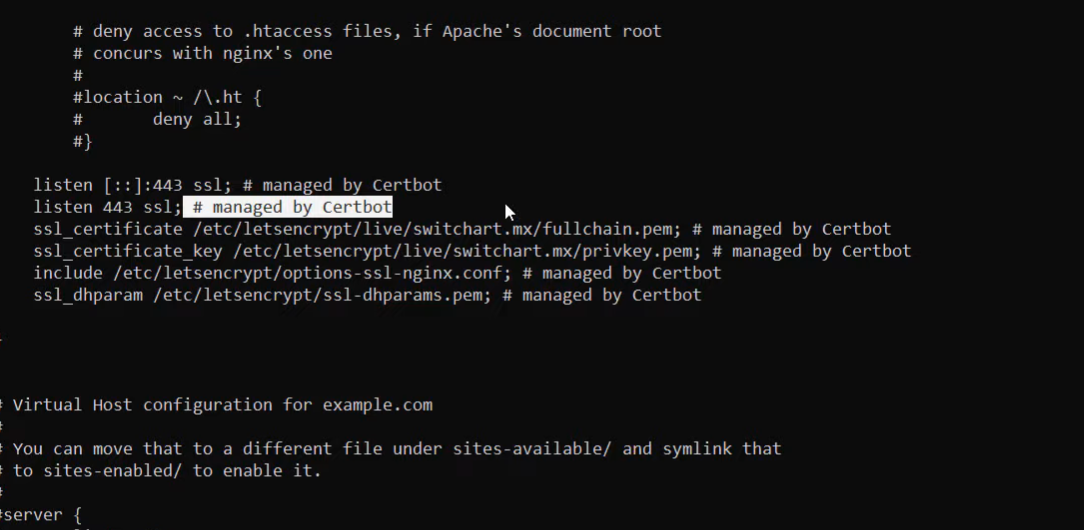 # deny access to .htaccess files, if Apache's document root
# concurs with nginx's one
#
#location ~ /\.ht {
#       deny all;
#}
listen [::]:443 ssl; # managed by Certbot
listen 443 ssl; # managed by Certbot
ssl_certificate /etc/letsencrypt/live/switchart.mx/fullchain.pem; # managed by Certbot
ssl_certificate_key /etc/letsencrypt/live/switchart.mx/privkey.pem; # managed by Certbot
include /etc/letsencrypt/options-ssl-nginx.conf; # managed by Certbot
ssl_dhparam /etc/letsencrypt/ssl-dhparams.pem; # managed by Certbot
# Virtual Host configuration for example.com
#
# You can move that to a different file under sites-available/ and symlink that
# to sites-enabled/ to enable it.
#
#server {